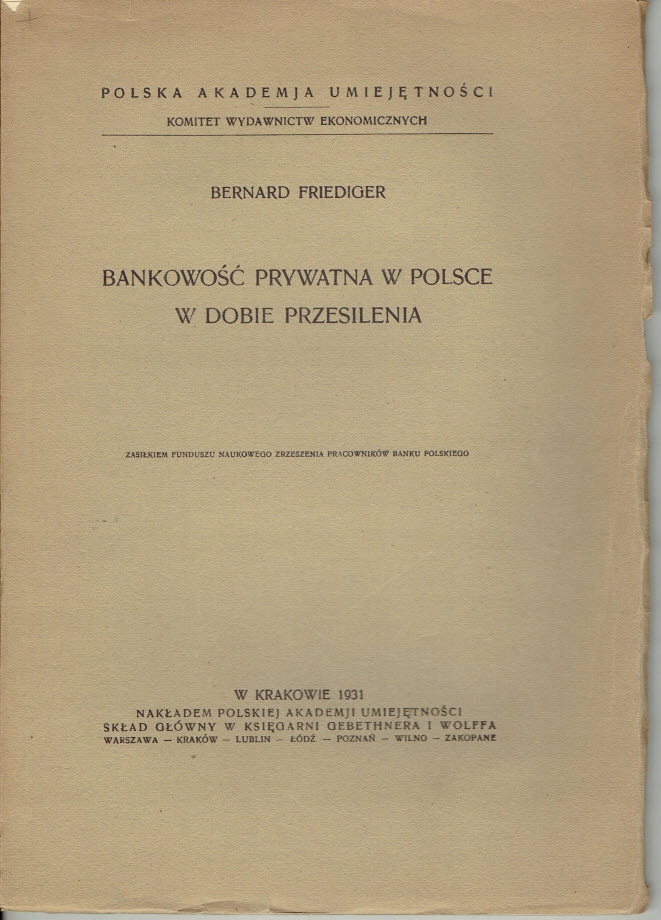 POLSKA AKADEMJA UMIEJĘTNOŚCI
KOMITET WYDAWNICTW EKONOMICZNYCH
BERNARD FRIEDIGER
BANKOWOŚĆ PRYWATNA W POLSCE
W DOBIE PRZESILENIA
ZASIŁKIEM FUNDUSZU NAUKOWEGO ZRZESZENIA PRACOWNIKÓW BANKU POLSKIEGO
W KRAKOWIE 1931
NAKŁADEM POLSKIEJ AKADEMJI UMIEJĘTNOŚCI
SKŁAD GŁÓWNY W KSIĘGARNI GEBETHNERA I WOLFFA
WARSZAWA — KRAKÓW — LUBLIN — ŁÓDŹ — POZNAŃ — WILNO — ZAKOPANE